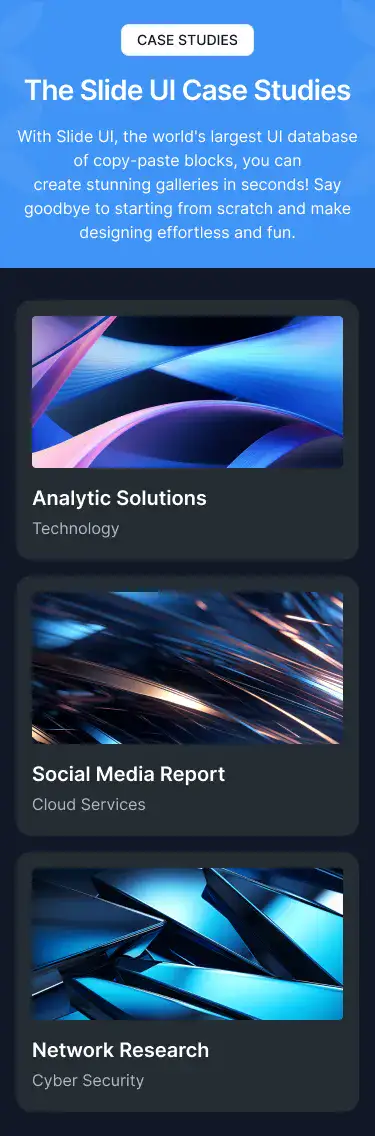 CASE STUDIES
The Slide UI Case Studies
With Slide UI, the world's largest UI database
of copy-paste blocks, you can
create stunning galleries in seconds! Say
goodbye to starting from scratch and make
designing effortless and fun.
Analytic Solutions
Technology
Social Media Report
Cloud Services
Network Research
Cyber Security